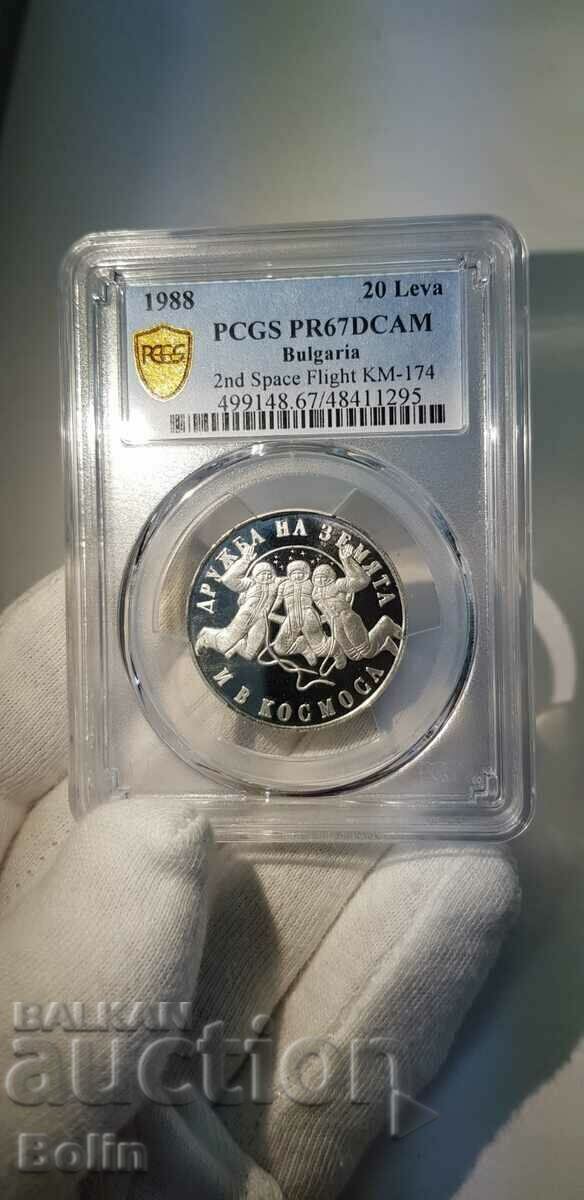 1988 20 Leva
PCGS PR67DCAM
Bulgaria
2nd Space Flight KM-174
499148.67/48411295
PCGS
ДРУЖБА НА ЗЕМЯТА
И В КОСМОСА
BALKAN
auction
Bolin